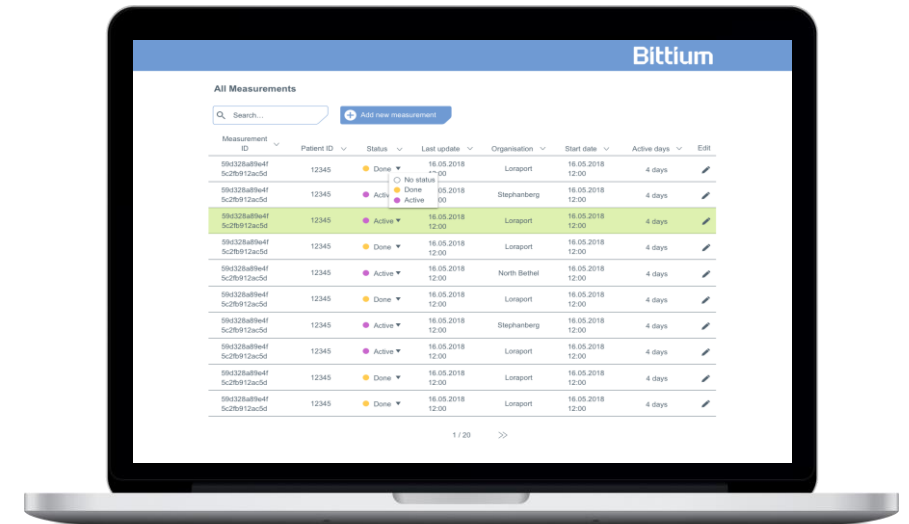 Bittium
All Measurements
Search...
Add new measurement
Measurement
ID
Patient ID
Status
Last update
Organisation
Start date
Active days
Edit
59d328a89e4f
5c2fb912ac5d
12345
Done
16.05.2018
Loraport
16.05.2018
12:00
4 days
No status
Done
Active
59d328a89e4f
5c2fb912ac5d
12345
Stephanberg
16.05.2018
12:00
4 days
59d328a89e4f
5c2fb912ac5d
12345
Active
16.05.2018
12:00
Loraport
16.05.2018
12:00
4 days
59d328a89e4f
5c2fb912ac5d
12345
Done
16.05.2018
12:00
Loraport
16.05.2018
12:00
4 days
59d328a89e4f
5c2fb912ac5d
12345
Active
16.05.2018
12:00
North Bethel
16.05.2018
12:00
4 days
59d328a89e4f
5c2fb912ac5d
12345
Done
16.05.2018
12:00
Loraport
16.05.2018
12:00
4 days
59d328a89e4f
5c2fb912ac5d
12345
Active
16.05.2018
12:00
Stephanberg
16.05.2018
12:00
4 days
59d328a89e4f
5c2fb912ac5d
12345
Active
16.05.2018
12:00
Loraport
16.05.2018
12:00
4 days
59d328a89e4f
5c2fb912ac5d
12345
Done
16.05.2018
12:00
Loraport
16.05.2018
12:00
4 days
59d328a89e4f
5c2fb912ac5d
12345
Done
16.05.2018
12:00
Loraport
16.05.2018
12:00
4 days
1 / 20